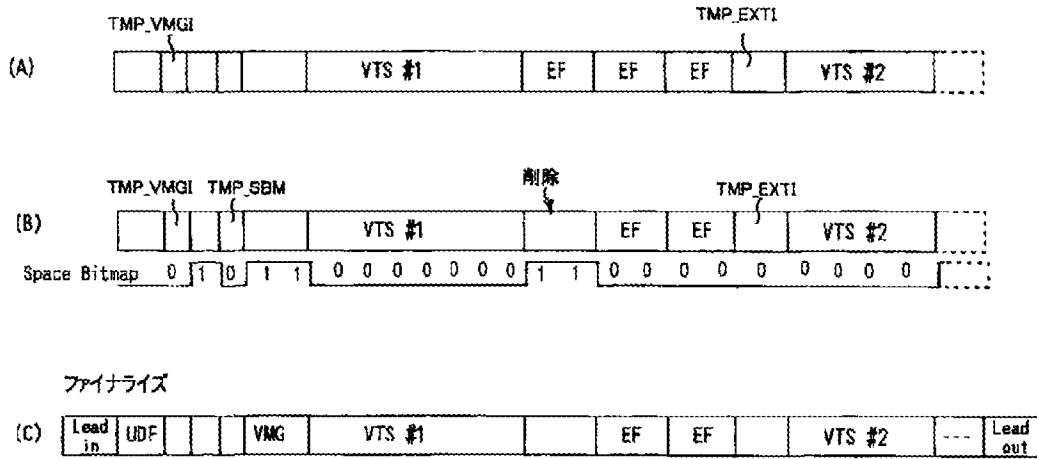 TMP_VMGI TMP_EXTI
(A) VTS #1 EF EF EF VTS #2
削除
TMP_VMGI TMP_SBM TMP_EXTI
(B) VTS #1 EF EF VTS #2
Space Bitmap 0 1 0 1 1 0 0 0 0 0 0 0 1 1 0 0 0 0 0 0 0 0 0
ファイナライズ
(C) Lead in UDF VMG VTS #1 EF EF VTS #2 --- Lead out